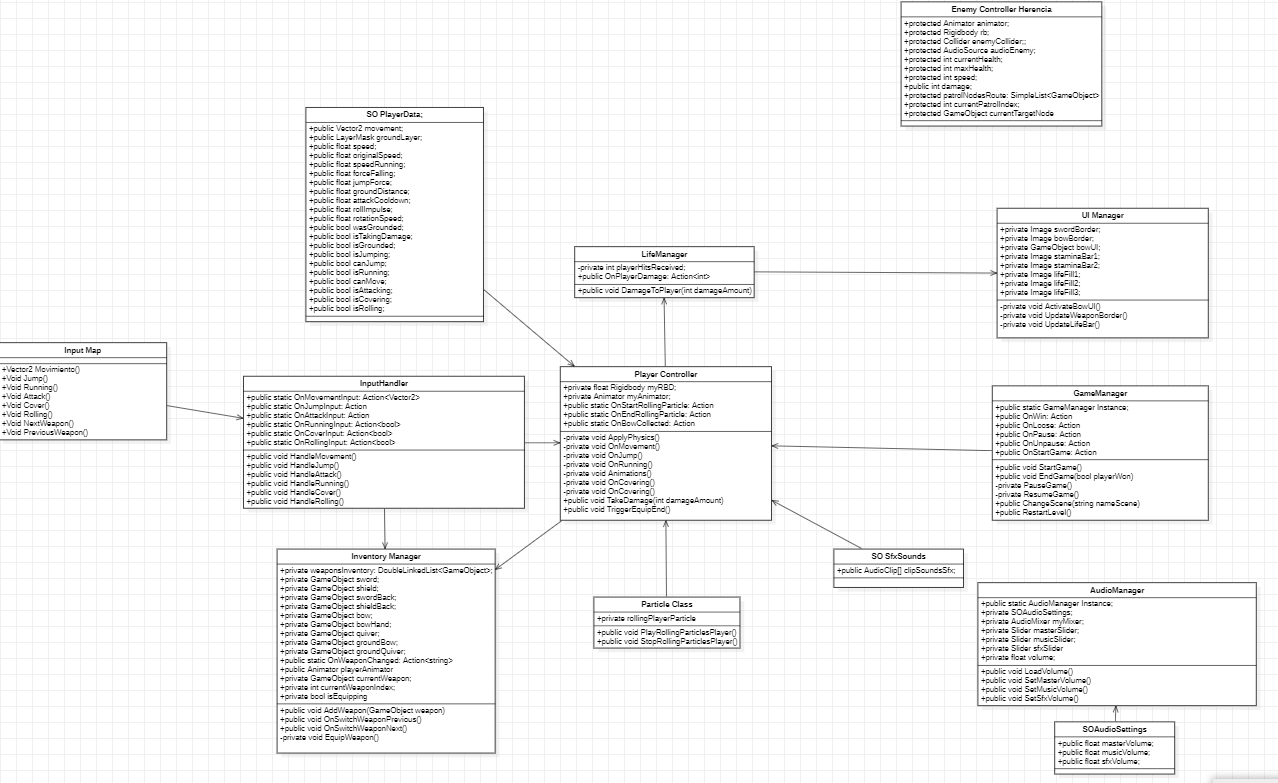 Enemy Controller Herencia
+protected Animator animator;
+protected Rigidbody rb;
+protected Collider enemyCollider;;
+protected AudioSource audioEnemy;
+protected int currentHealth;
+protected int maxHealth;
+protected int speed;
+public int damage;
+protected patrolNodesRoute: SimpleList<GameObject>
+protected int currentPatrolIndex;
+protected GameObject currentTargetNode
SO PlayerData;
+public Vector2 movement;
+public LayerMask groundLayer;
+public float speed;
+public float originalSpeed;
+public float speedRunning;
+public float forceFalling;
+public float jumpForce;
+public float groundDistance;
+public float attackCooldown;
+public float rollImpulse;
+public float rotationSpeed;
+public bool wasGrounded;
+public bool isTakingDamage;
+public bool isGrounded;
+public bool isJumping;
+public bool canJump;
+public bool isRunning;
+public bool canMove;
+public bool isAttacking;
+public bool isCovering;
+public bool isRolling;
UI Manager
+private Image swordBorder;
+private Image bowBorder;
+private GameObject bowUI;
+private Image staminaBar1;
+private Image staminaBar2;
+private Image lifeFill1;
+private Image lifeFill2;
+private Image lifeFill3;
-private void ActivateBowUI()
-private void UpdateWeaponBorder()
-private void UpdateLifeBar()
LifeManager
-private int playerHitsReceived;
+public OnPlayerDamage: Action<int>
+public void DamageToPlayer(int damageAmount)
Input Map
+Vector2 Movimiento()
+Void Jump()
+Void Running()
+Void Attack()
+Void Cover()
+Void Rolling()
+Void NextWeapon()
+Void PreviousWeapon()
InputHandler
+public static OnMovementInput: Action<Vector2>
+public static OnJumpInput: Action
+public static OnAttackInput: Action
+public static OnRunningInput: Action<bool>
+public static OnCoverInput: Action<bool>
+public static OnRollingInput: Action<bool>
+public void HandleMovement()
+public void HandleJump()
+public void HandleAttack()
+public void HandleRunning()
+public void HandleCover()
+public void HandleRolling()
Player Controller
+private float Rigidbody myRBD;
+private Animator myAnimator;
+public static OnStartRollingParticle: Action
+public static OnEndRollingParticle: Action
+public static OnBowCollected: Action
-private void ApplyPhysics()
-private void OnMovement()
-private void OnJump()
-private void OnRunning()
-private void Animations()
-private void OnCovering()
-private void OnCovering()
+public void TakeDamage(int damageAmount)
+public void TriggerEquipEnd()
GameManager
+public static GameManager Instance;
+public OnWin: Action
+public OnLoose: Action
+public OnPause: Action
+public OnUnpause: Action
+public OnStartGame: Action
+public void StartGame()
+public void EndGame(bool playerWon)
-private PauseGame()
-private ResumeGame()
+public ChangeScene(string nameScene)
+public RestartLevel()
Inventory Manager
+private weaponsInventory: DoubleLinkedList<GameObject>;
+private GameObject sword;
+private GameObject shield;
+private GameObject swordBack;
+private GameObject shieldBack;
+private GameObject bow;
+private GameObject bowHand;
+private GameObject quiver;
+private GameObject groundBow;
+private GameObject groundQuiver;
+public static OnWeaponChanged: Action<string>
+public Animator playerAnimator
+private GameObject currentWeapon;
+private int currentWeaponIndex;
+private bool isEquipping
+public void AddWeapon(GameObject weapon)
+public void OnSwitchWeaponPrevious()
+public void OnSwitchWeaponNext()
-private void EquipWeapon()
Particle Class
+private rollingPlayerParticle
+public void PlayRollingParticlesPlayer()
+public void StopRollingParticlesPlayer()
SO SfxSounds
+public AudioClip[] clipSoundsSfx;
AudioManager
+public static AudioManager Instance;
+private SOAudioSettings;
+private AudioMixer myMixer;
+private Slider masterSlider;
+private Slider musicSlider;
+private Slider sfxSlider
+private float volume;
+public void LoadVolume()
+public void SetMasterVolume()
+public void SetMusicVolume()
+public void SetSfxVolume()
SOAudioSettings
+public float masterVolume;
+public float musicVolume;
+public float sfxVolume;